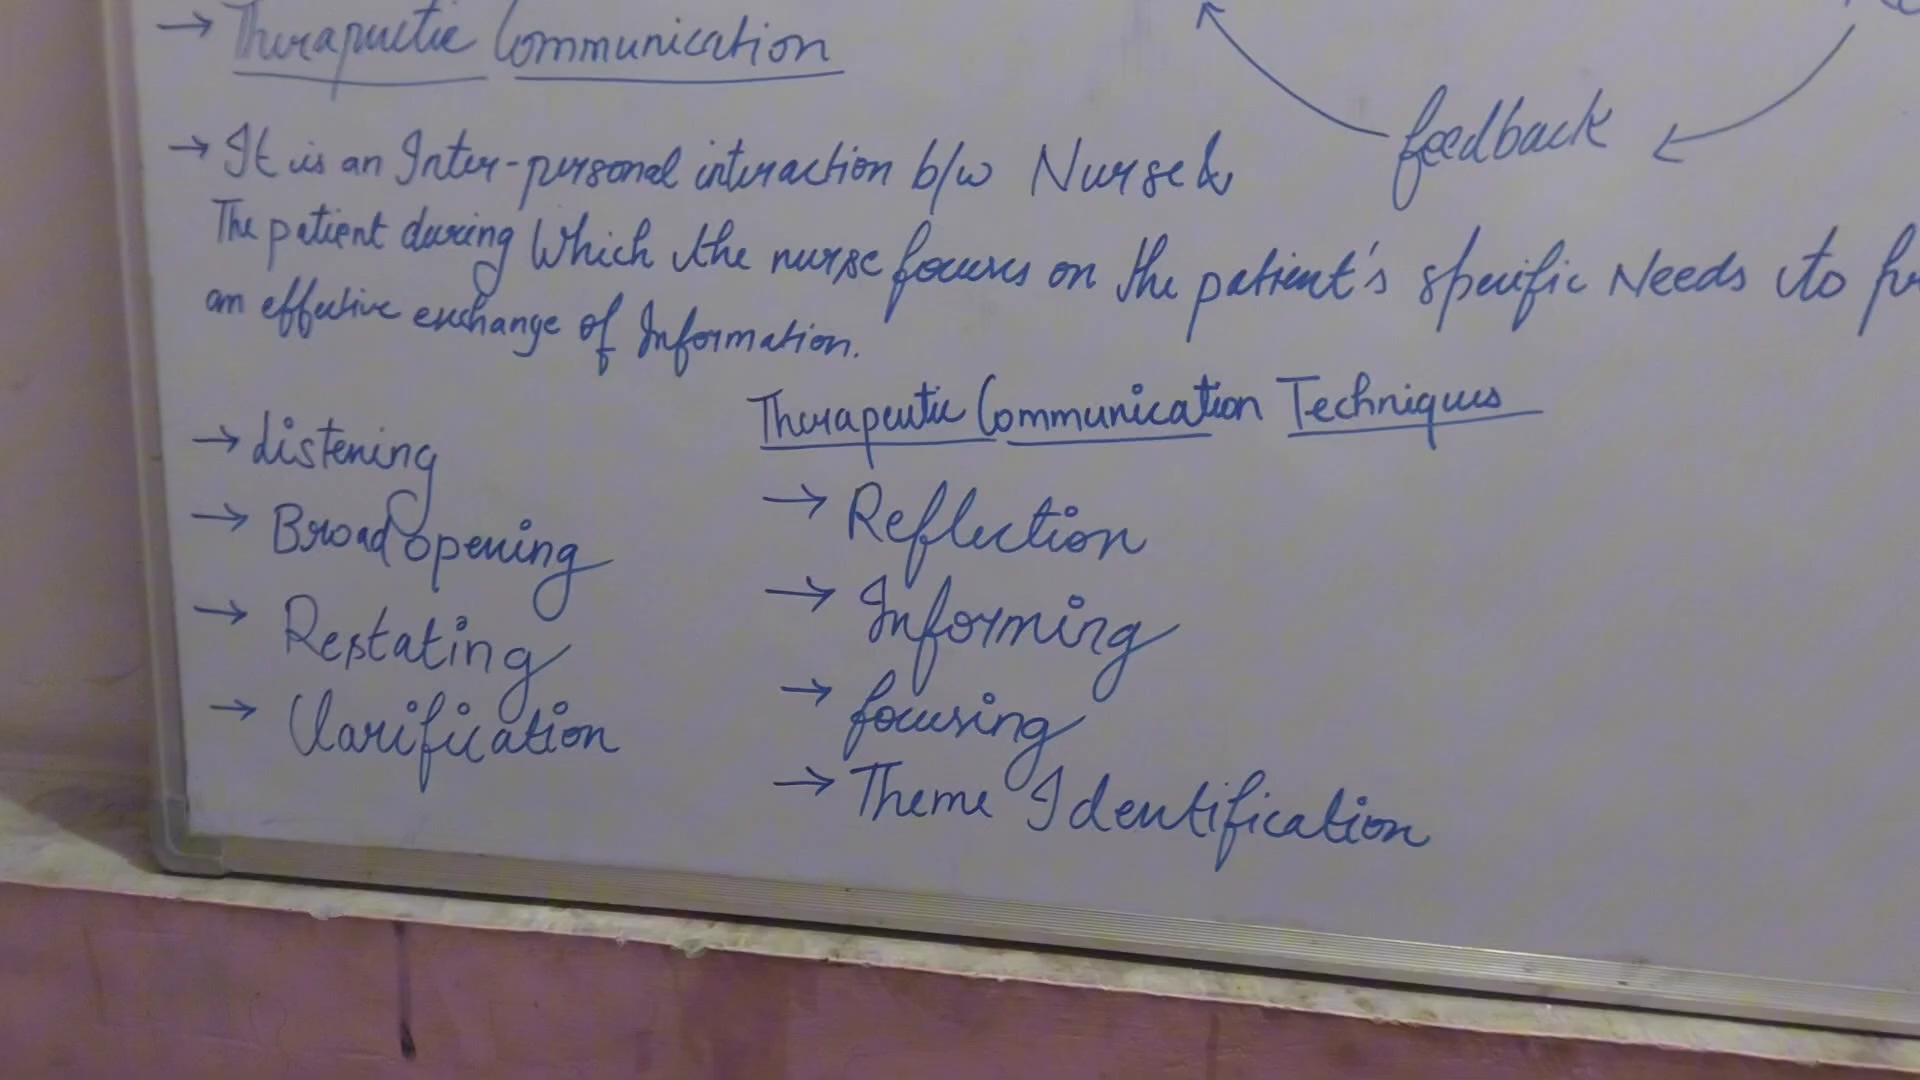 → Therapeutic Communication
feedback
→ It is an Inter-personal interaction b/w Nurse &
The patient during Which the nurse focuses on the patient's specific Needs to
an effective exchange of Information.
Therapeutic Communication Techniques
→ listening
→ Broad opening
→ Restating
→ Clarification
→ Reflection
→ Informing
→ focusing
→ Theme Identification